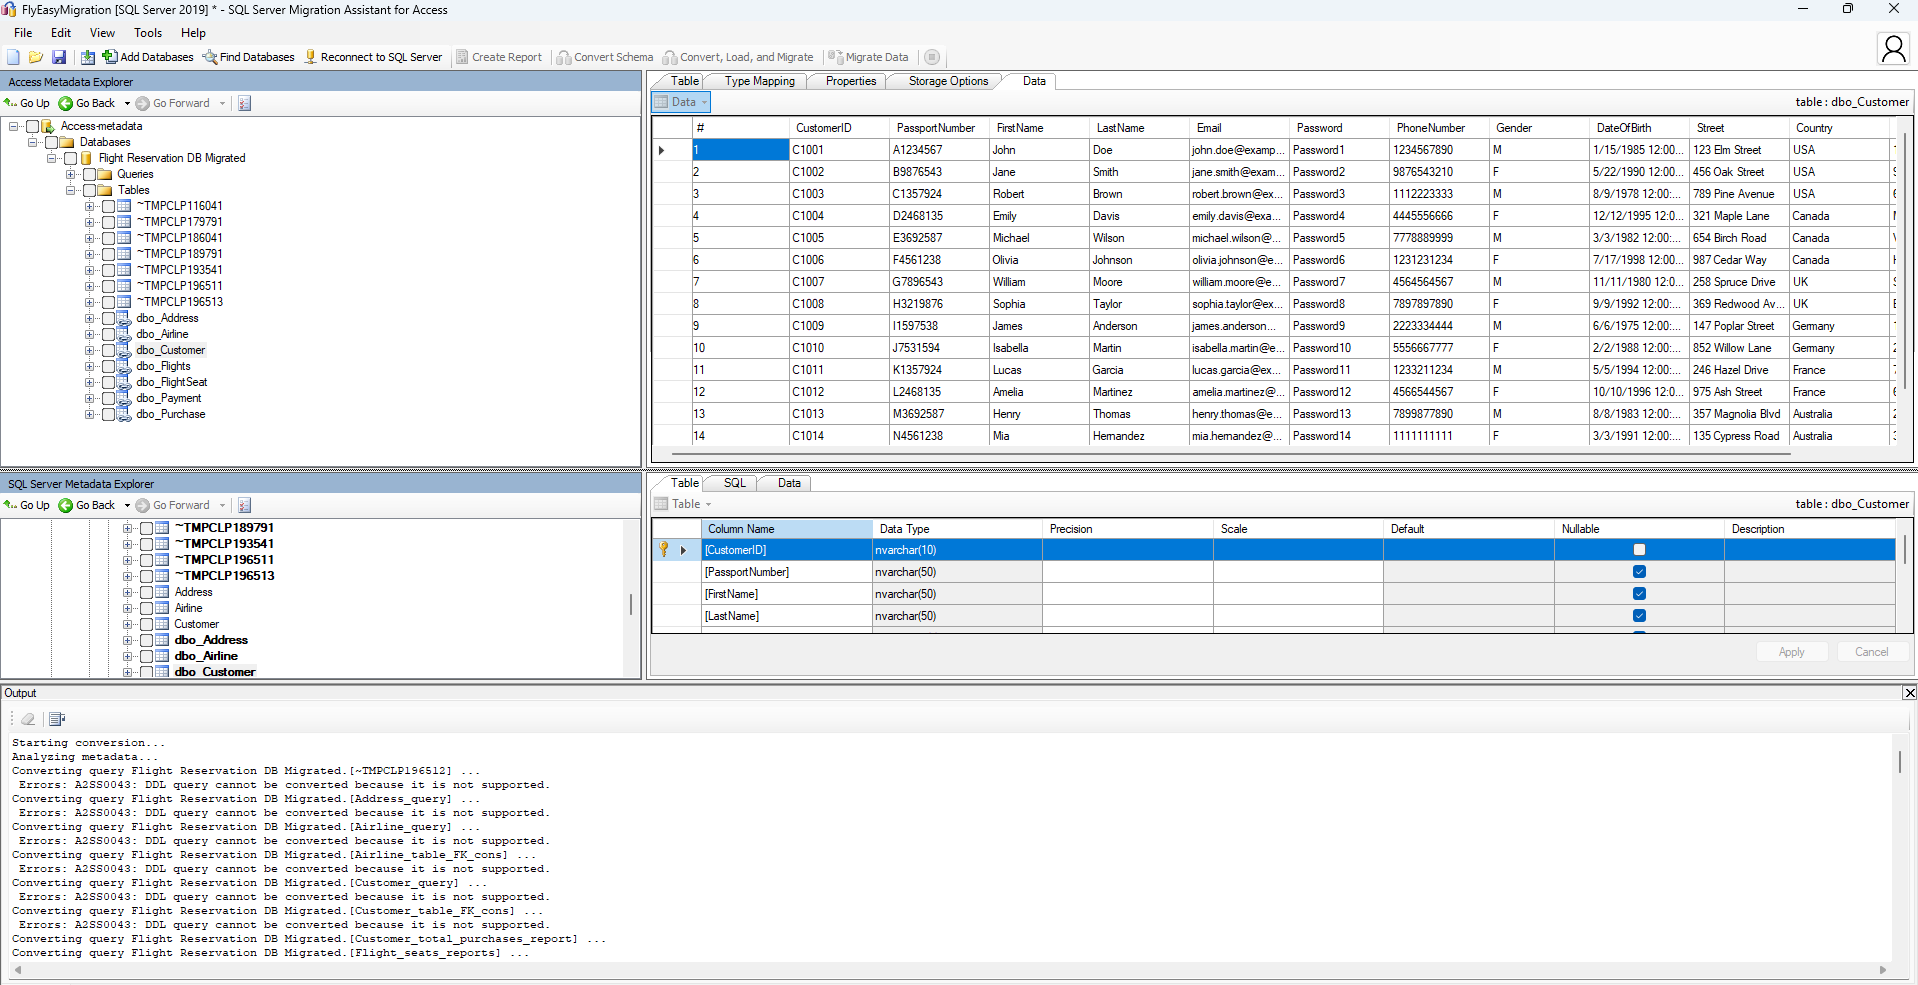 FlyEasyMigration [SQL Server 2019] * - SQL Server Migration Assistant for Access
File Edit View Tools Help
Add Databases Find Databases Reconnect to SQL Server Create Report Convert Schema Convert, Load, and Migrate Migrate Data
Access Metadata Explorer
Go Up Go Back Go Forward
Access-metadata
Databases
Flight Reservation DB Migrated
Queries
Tables
~TMPCLP116041
~TMPCLP179791
~TMPCLP186041
~TMPCLP189791
~TMPCLP193541
~TMPCLP196511
~TMPCLP196513
dbo_Address
dbo_Airline
dbo_Customer
dbo_Flights
dbo_FlightSeat
dbo_Payment
dbo_Purchase
Table Type Mapping Properties Storage Options Data
Data table : dbo_Customer
# CustomerID PassportNumber FirstName LastName Email Password PhoneNumber Gender DateOfBirth Street Country
1 C1001 A1234567 John Doe john.doe@examp... Password1 1234567890 M 1/15/1985 12:00... 123 Elm Street USA
2 C1002 B9876543 Jane Smith jane.smith@exam... Password2 9876543210 F 5/22/1990 12:00... 456 Oak Street USA
3 C1003 C1357924 Robert Brown robert.brown@ex... Password3 1112223333 M 8/9/1978 12:00:... 789 Pine Avenue USA
4 C1004 D2468135 Emily Davis emily.davis@exa... Password4 4445556666 F 12/12/1995 12:0... 321 Maple Lane Canada
5 C1005 E3692587 Michael Wilson michael.wilson@... Password5 7778889999 M 3/3/1982 12:00:... 654 Birch Road Canada
6 C1006 F4561238 Olivia Johnson olivia.johnson@e... Password6 1231231234 F 7/17/1998 12:00... 987 Cedar Way Canada
7 C1007 G7896543 William Moore william.moore@e... Password7 4564564567 M 11/11/1980 12:0... 258 Spruce Drive UK
8 C1008 H3219876 Sophia Taylor sophia.taylor@ex... Password8 7897897890 F 9/9/1992 12:00:... 369 Redwood Av... UK
9 C1009 I1597538 James Anderson james.anderson... Password9 2223334444 M 6/6/1975 12:00:... 147 Poplar Street Germany
10 C1010 J7531594 Isabella Martin isabella.martin@e... Password10 5556667777 F 2/2/1988 12:00:... 852 Willow Lane Germany
11 C1011 K1357924 Lucas Garcia lucas.garcia@ex... Password11 1233211234 M 5/5/1994 12:00:... 246 Hazel Drive France
12 C1012 L2468135 Amelia Martinez amelia.martinez@... Password12 4566544567 F 10/10/1996 12:0... 975 Ash Street France
13 C1013 M3692587 Henry Thomas henry.thomas@e... Password13 7899877890 M 8/8/1983 12:00:... 357 Magnolia Blvd Australia
14 C1014 N4561238 Mia Hernandez mia.hernandez@... Password14 1111111111 F 3/3/1991 12:00:... 135 Cypress Road Australia
SQL Server Metadata Explorer
Go Up Go Back Go Forward
~TMPCLP189791
~TMPCLP193541
~TMPCLP196511
~TMPCLP196513
Address
Airline
Customer
dbo_Address
dbo_Airline
dbo_Customer
Table SQL Data
Table table : dbo_Customer
Column Name Data Type Precision Scale Default Nullable Description
[CustomerID] nvarchar(10)
[PassportNumber] nvarchar(50)
[FirstName] nvarchar(50)
[LastName] nvarchar(50)
Apply Cancel
Output
Starting conversion...
Analyzing metadata...
Converting query Flight Reservation DB Migrated.[~TMPCLP196512] ...
Errors: A2SS0043: DDL query cannot be converted because it is not supported.
Converting query Flight Reservation DB Migrated.[Address_query] ...
Errors: A2SS0043: DDL query cannot be converted because it is not supported.
Converting query Flight Reservation DB Migrated.[Airline_query] ...
Errors: A2SS0043: DDL query cannot be converted because it is not supported.
Converting query Flight Reservation DB Migrated.[Airline_table_FK_cons] ...
Errors: A2SS0043: DDL query cannot be converted because it is not supported.
Converting query Flight Reservation DB Migrated.[Customer_query] ...
Errors: A2SS0043: DDL query cannot be converted because it is not supported.
Converting query Flight Reservation DB Migrated.[Customer_table_FK_cons] ...
Errors: A2SS0043: DDL query cannot be converted because it is not supported.
Converting query Flight Reservation DB Migrated.[Customer_total_purchases_report] ...
Converting query Flight Reservation DB Migrated.[Flight_seats_reports] ...